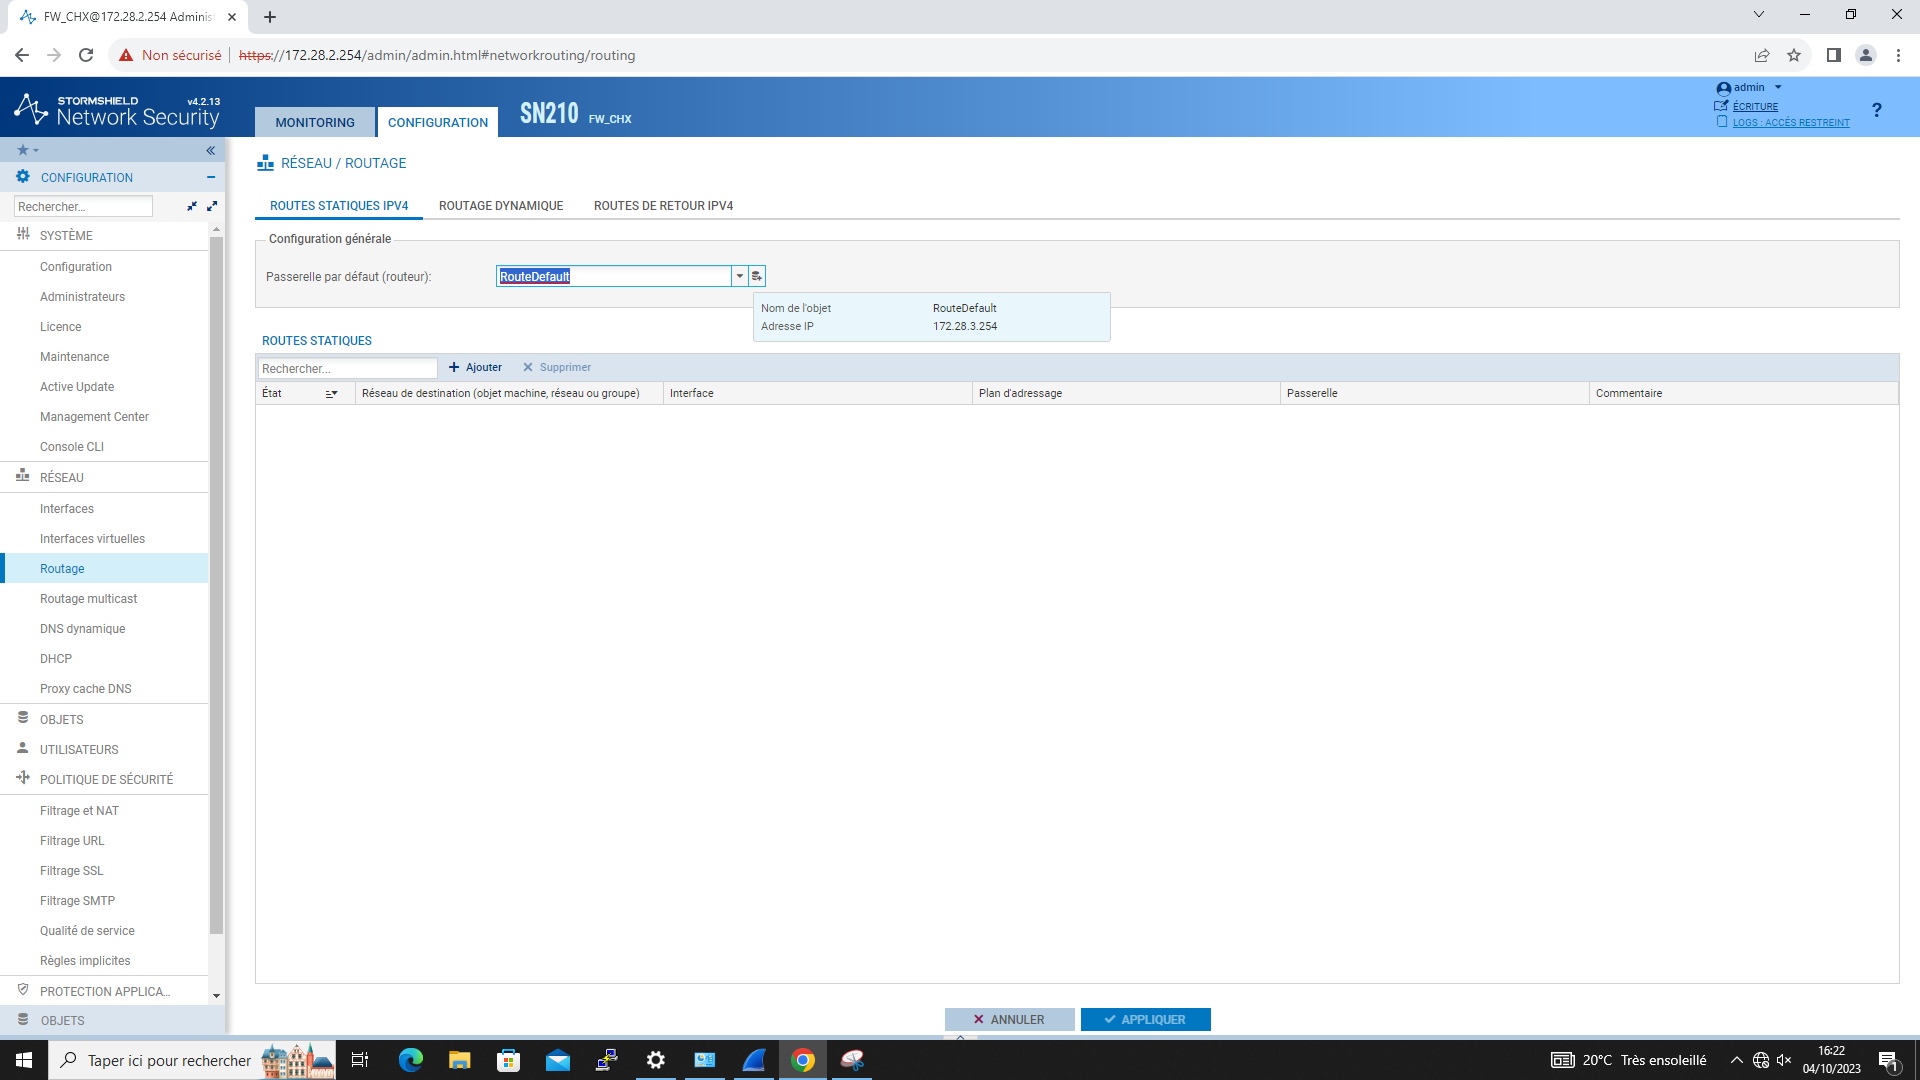 FW_CHX@172.28.2.254 Adminis
Non sécurisé https://172.28.2.254/admin/admin.html#networkrouting/routing
STORMSHIELD v4.2.13
Network Security
MONITORING
CONFIGURATION
SN210 FW_CHX
admin
ÉCRITURE
LOGS : ACCÈS RESTREINT
?
CONFIGURATION
Rechercher...
SYSTÈME
Configuration
Administrateurs
Licence
Maintenance
Active Update
Management Center
Console CLI
RÉSEAU
Interfaces
Interfaces virtuelles
Routage
Routage multicast
DNS dynamique
DHCP
Proxy cache DNS
OBJETS
UTILISATEURS
POLITIQUE DE SÉCURITÉ
Filtrage et NAT
Filtrage URL
Filtrage SSL
Filtrage SMTP
Qualité de service
Règles implicites
PROTECTION APPLICA...
OBJETS
RÉSEAU / ROUTAGE
ROUTES STATIQUES IPV4 ROUTAGE DYNAMIQUE ROUTES DE RETOUR IPV4
Configuration générale
Passerelle par défaut (routeur): RouteDefault
Nom de l'objet RouteDefault
Adresse IP 172.28.3.254
ROUTES STATIQUES
Rechercher... Ajouter Supprimer
État Réseau de destination (objet machine, réseau ou groupe) Interface Plan d'adressage Passerelle Commentaire
ANNULER APPLIQUER
Taper ici pour rechercher
20°C Très ensoleillé
16:22
04/10/2023
1